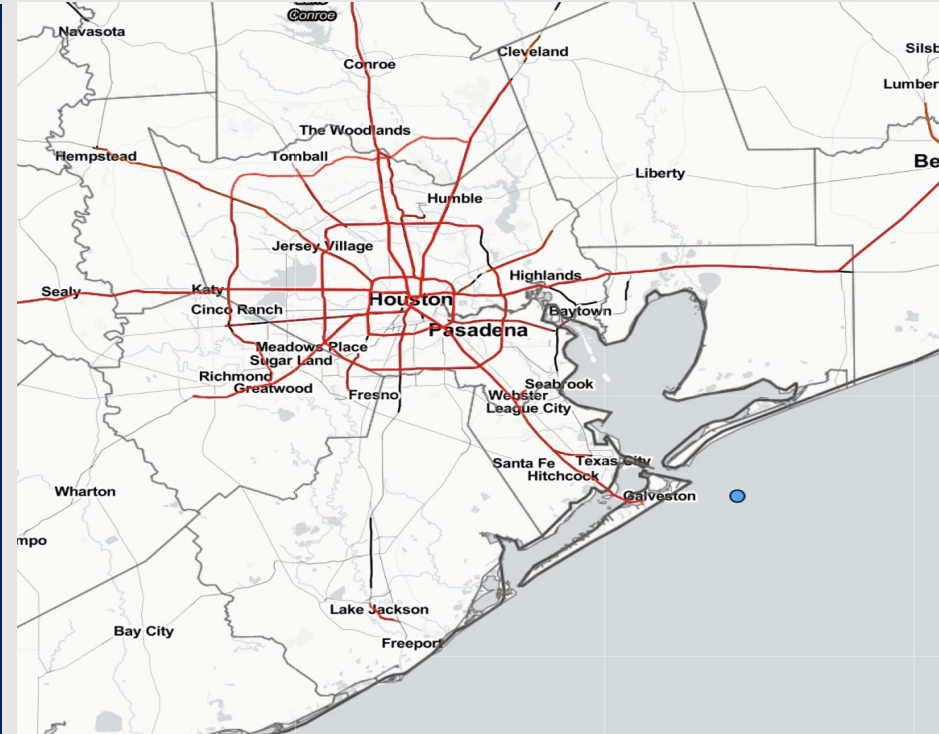 Conroe
Navasota
Cleveland
Conroe
Silsb
Lumber
The Woodlands
Hempstead
Tomball
Be
Liberty
Humble
Jersey Village
Highlands
Sealy
Katy
Houston
Cinco Ranch
Baytown
Pasadena
Meadows Place
Sugar Land
Richmond
Greatwood
Fresno
Seabrook
Webster
League City
Santa Fe
Texas City
Hitchcock
Wharton
Galveston
mpo
Lake Jackson
Bay City
Freeport